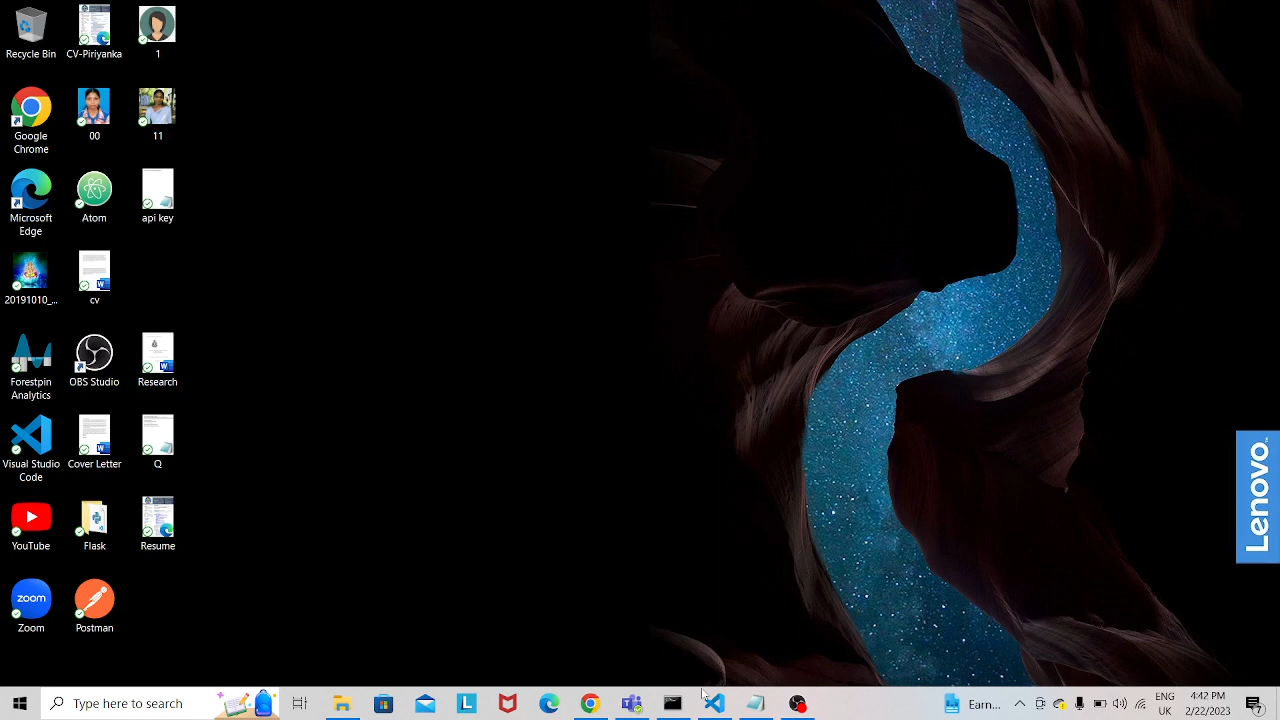 Recycle Bin
CV-Piriyanka
1
Google
Chrome
00
11
Microsoft
Edge
Atom
api key
20191010_...
cv
Forestpin
Analytics
OBS Studio
Research
Visual Studio
Code
Cover Letter
Q
YouTube
Flask
Resume
zoom
Zoom
Postman
Lenovo
Type here to search
L
Earn...
ENG
UK
4:42 PM
2/22/2023
7